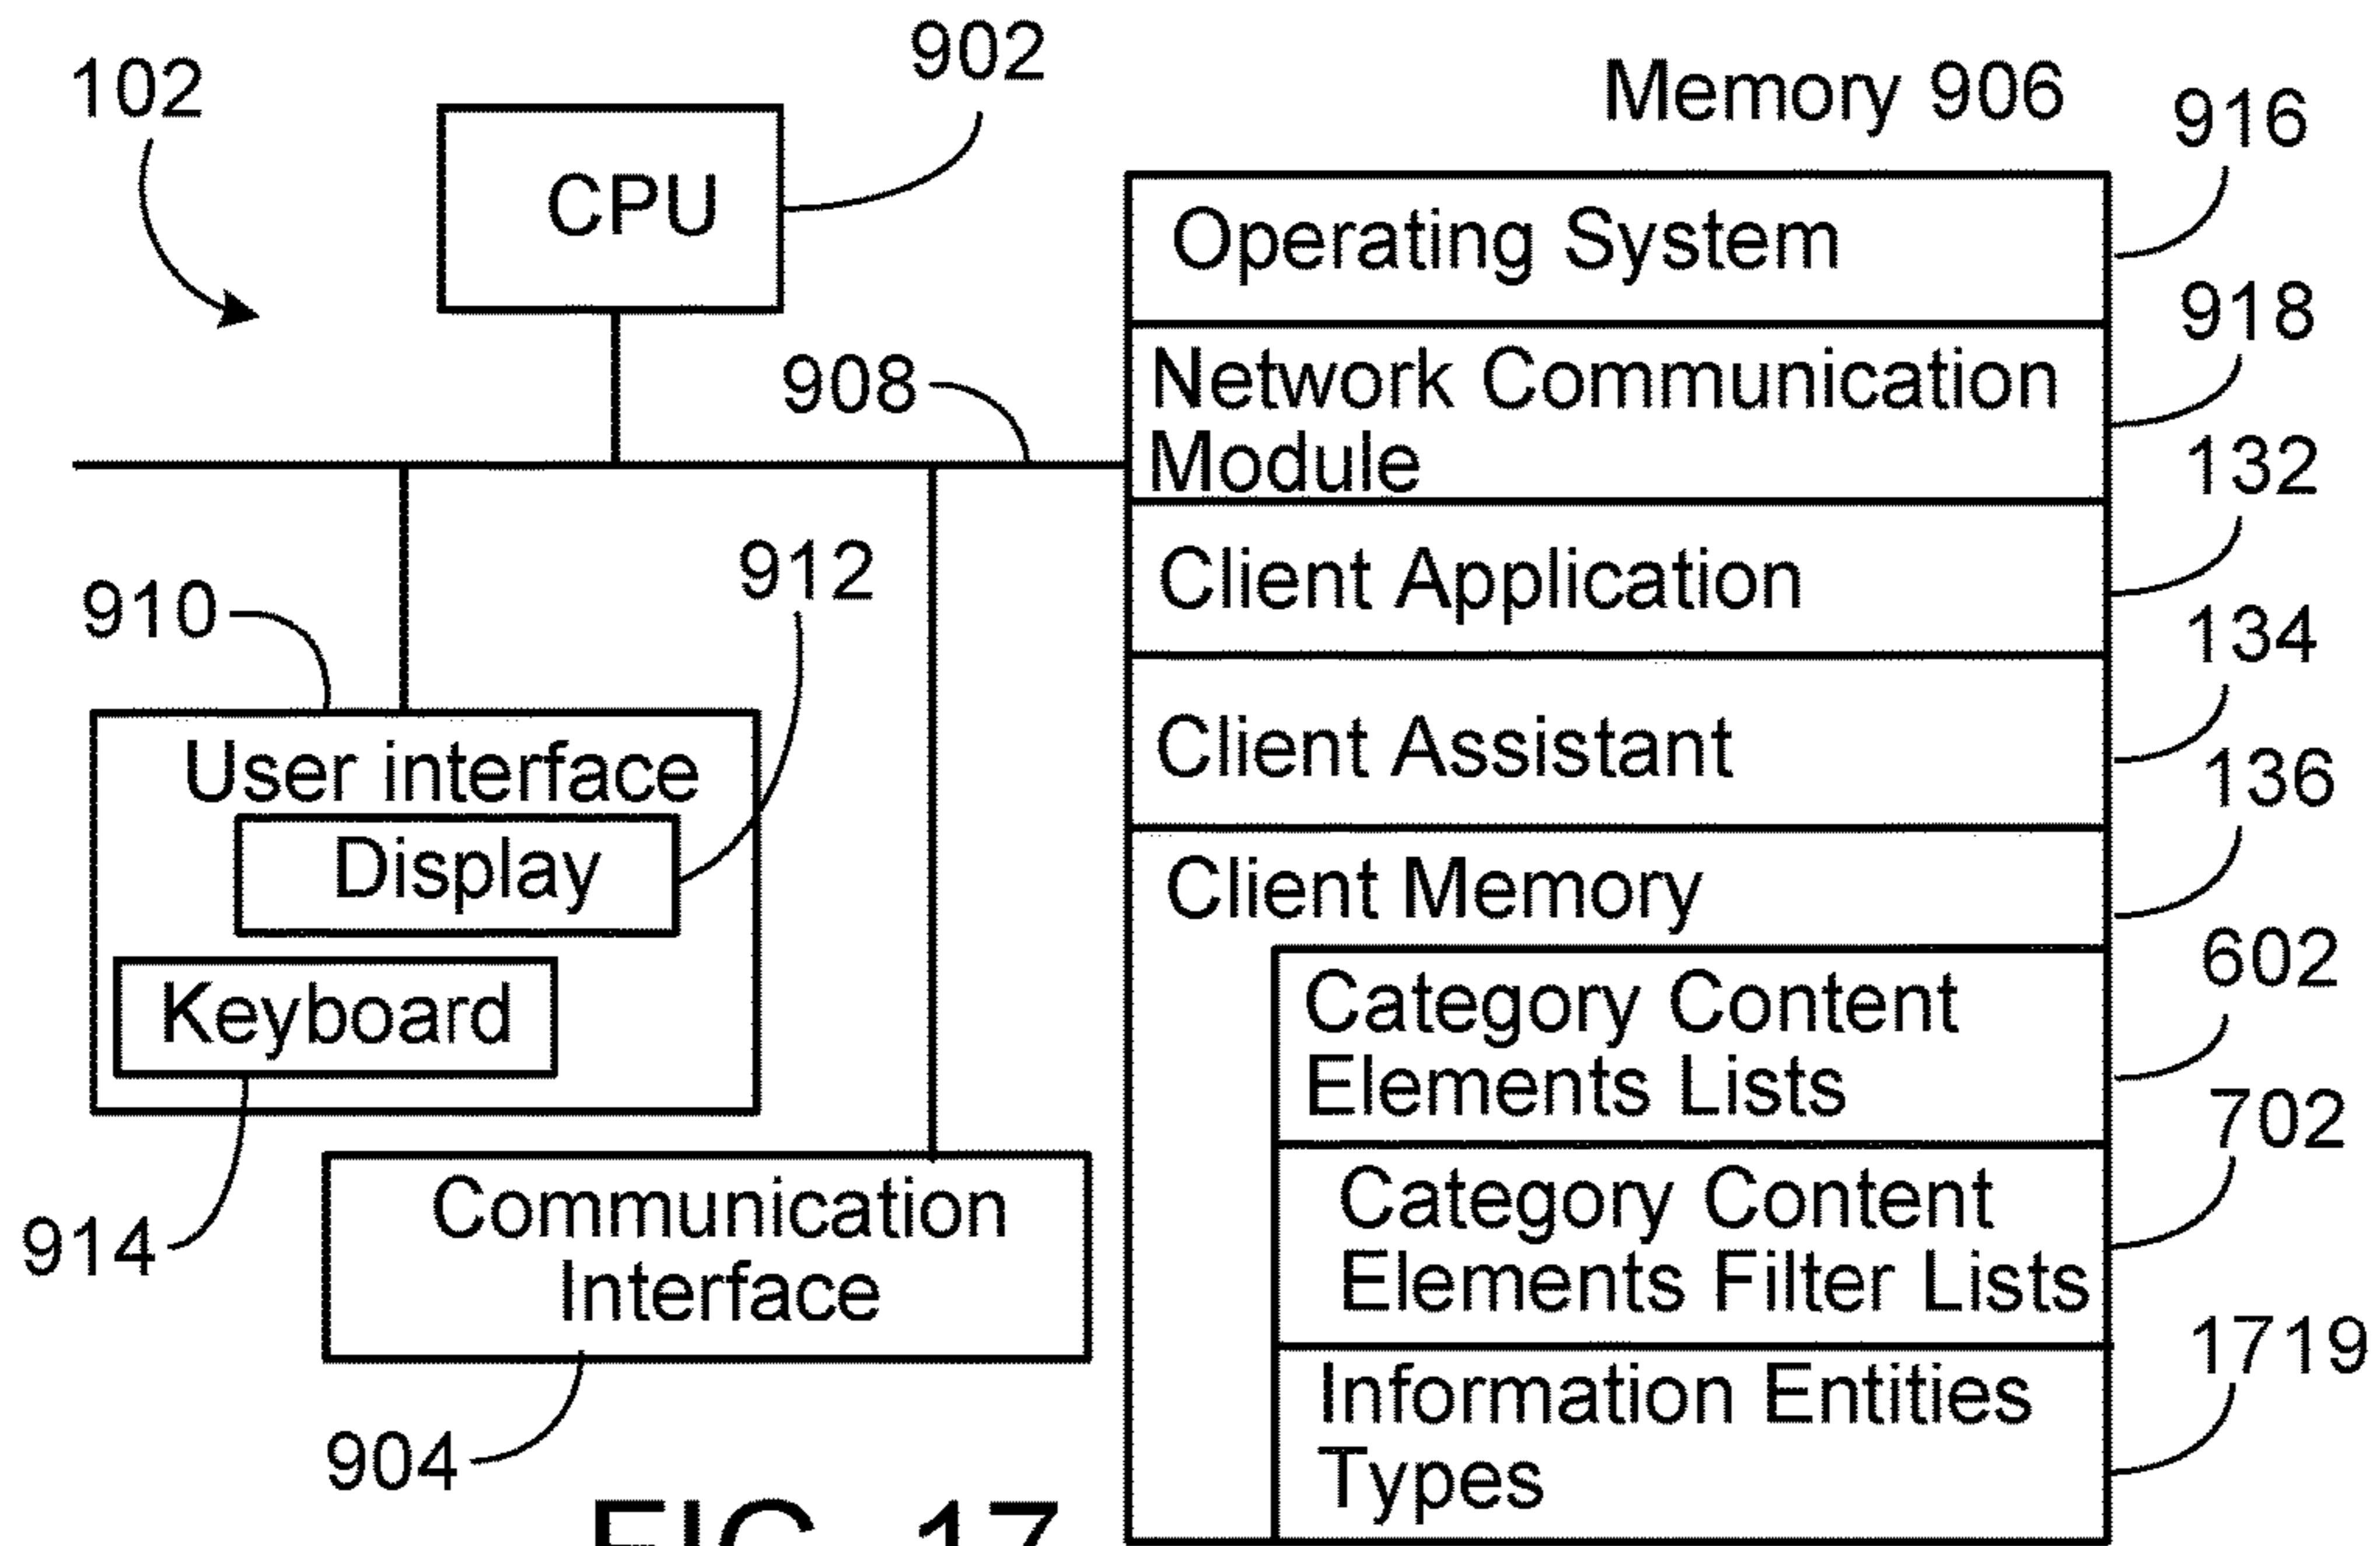 902
102
Memory 906
916
CPU
Operating System
918
908
Network Communication
Module
132
912
910
Client Application
134
Client Assistant
136
User interface
Display
Client Memory
602
Keyboard
Category Content
Elements Lists
702
914
Communication
Interface
Category Content
Elements Filter Lists
1719
904
Information Entities
Types
FIG. 17